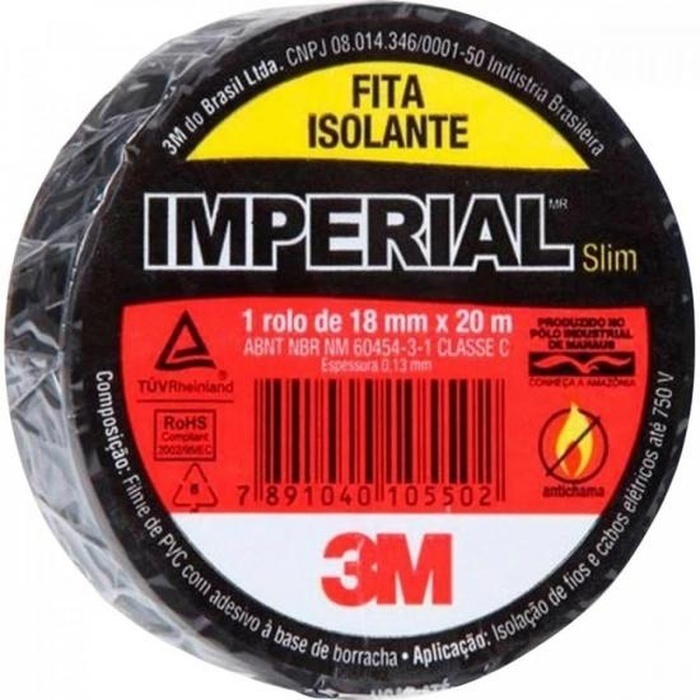 3M do Brasil Ltda. CNPJ 08.014.346/0001-50 Indústria Brasileira
FITA
ISOLANTE
IMPERIAL MR
Slim
1 rolo de 18 mm x 20 m
ABNT NBR NM 60454-3-1 CLASSE C
Espessura 0,13 mm
PRODUZIDO NO
PÓLO INDUSTRIAL
DE MANAUS
CONHEÇA A AMAZÔNIA
TÜVRheinland
RoHS
Compliant
2002/95/EC
6
7 891040 105502
antichama
3M
Composição: Filme de PVC com adesivo à base de borracha • Aplicação: Isolação de fios e cabos elétricos até 750 V